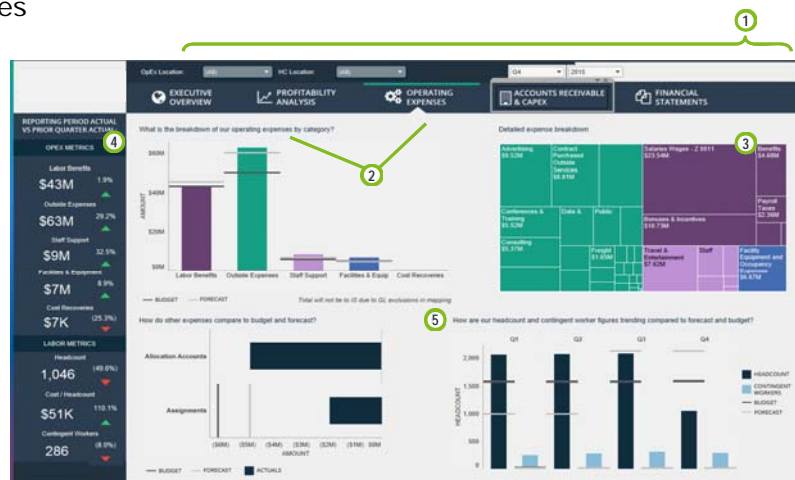 es
1
OpEx Location: (All) HC Location: (All) Q4 2015
EXECUTIVE OVERVIEW
PROFITABILITY ANALYSIS
OPERATING EXPENSES
ACCOUNTS RECEIVABLE & CAPEX
FINANCIAL STATEMENTS
REPORTING PERIOD ACTUAL
VS PRIOR QUARTER ACTUAL
4
OPEX METRICS
Labor Benefits
$43M 1.9%
Outside Expenses
$63M 29.2%
Staff Support
$9M 32.5%
Facilities & Equipment
$7M 8.9%
Cost Recoveries
$7K (25.3%)
LABOR METRICS
Headcount
1,046 (49.6%)
Cost / Headcount
$51K 110.1%
Contingent Workers
286 (8.0%)
What is the breakdown of our operating expenses by category?
2
AMOUNT
$60M
$40M
$20M
$0M
Labor Benefits Outside Expenses Staff Support Facilities & Equip Cost Recoveries
BUDGET FORECAST Total will not tie to IS due to GL exclusions in mapping
Detailed expense breakdown
3
Advertising
$9.52M
Contract
Purchased
Outside
Services
$8.81M
Conferences &
Training
$5.52M
Data &
Public
Consulting
$5.37M
Freight
$1.65M
Salaries Wages - Z 5011
$23.54M
Benefits
$4.68M
Payroll
Taxes
$2.36M
Bonuses & Incentives
$10.73M
Travel &
Entertainment
$7.62M
Staff
Facility
Equipment and
Occupancy
Expenses
$6.67M
How do other expenses compare to budget and forecast?
Allocation Accounts
Assignments
($6M) ($5M) ($4M) ($3M) ($2M) ($1M) $0M
AMOUNT
BUDGET FORECAST ACTUALS
5
How are our headcount and contingent worker figures trending compared to forecast and budget?
Q1 Q2 Q3 Q4
HEADCOUNT
2,000
1,500
1,000
500
0
HEADCOUNT
CONTINGENT
WORKERS
BUDGET
FORECAST